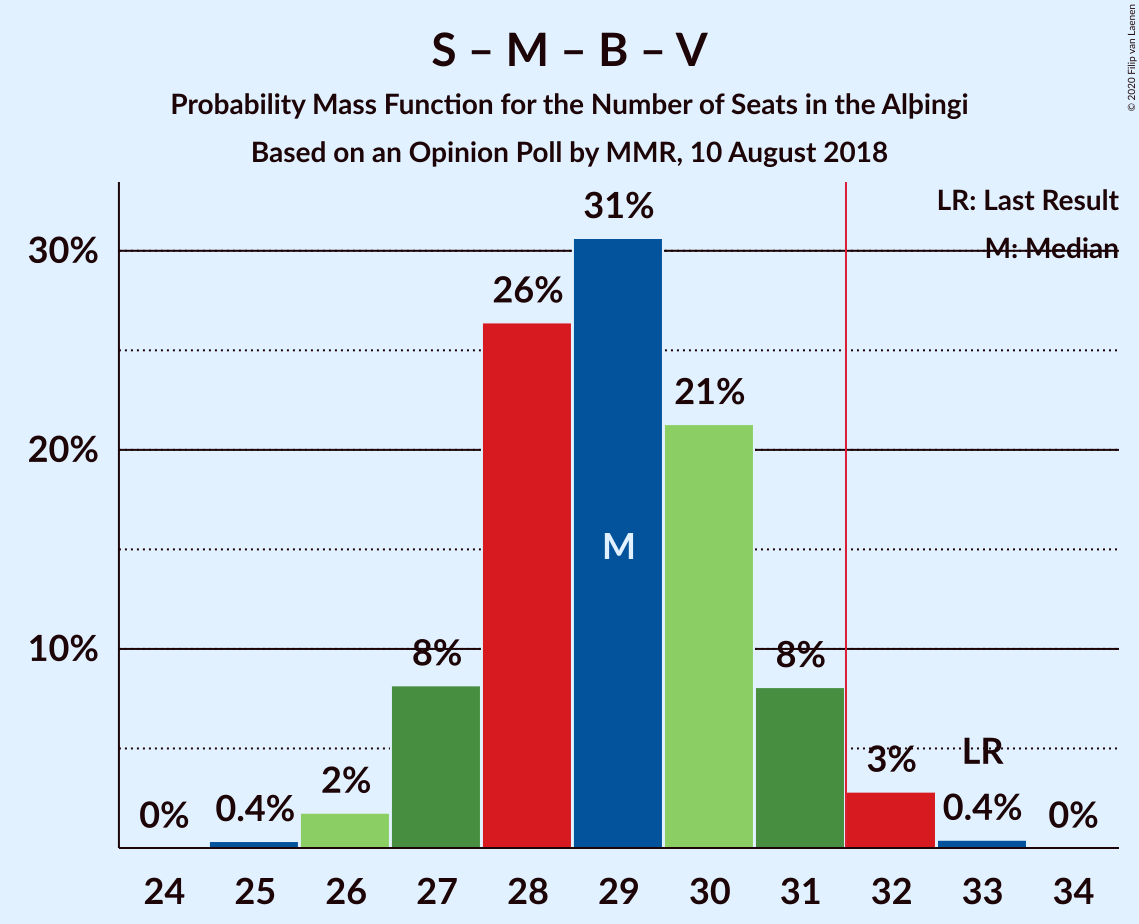 S – M – B – V
Probability Mass Function for the Number of Seats in the Alþingi
Based on an Opinion Poll by MMR, 10 August 2018
© 2020 Filip van Laenen
LR: Last Result
M: Median
30%
20%
10%
0%
0.4%
2%
8%
26%
31%
M
21%
8%
3%
LR
0.4%
0%
24 25 26 27 28 29 30 31 32 33 34